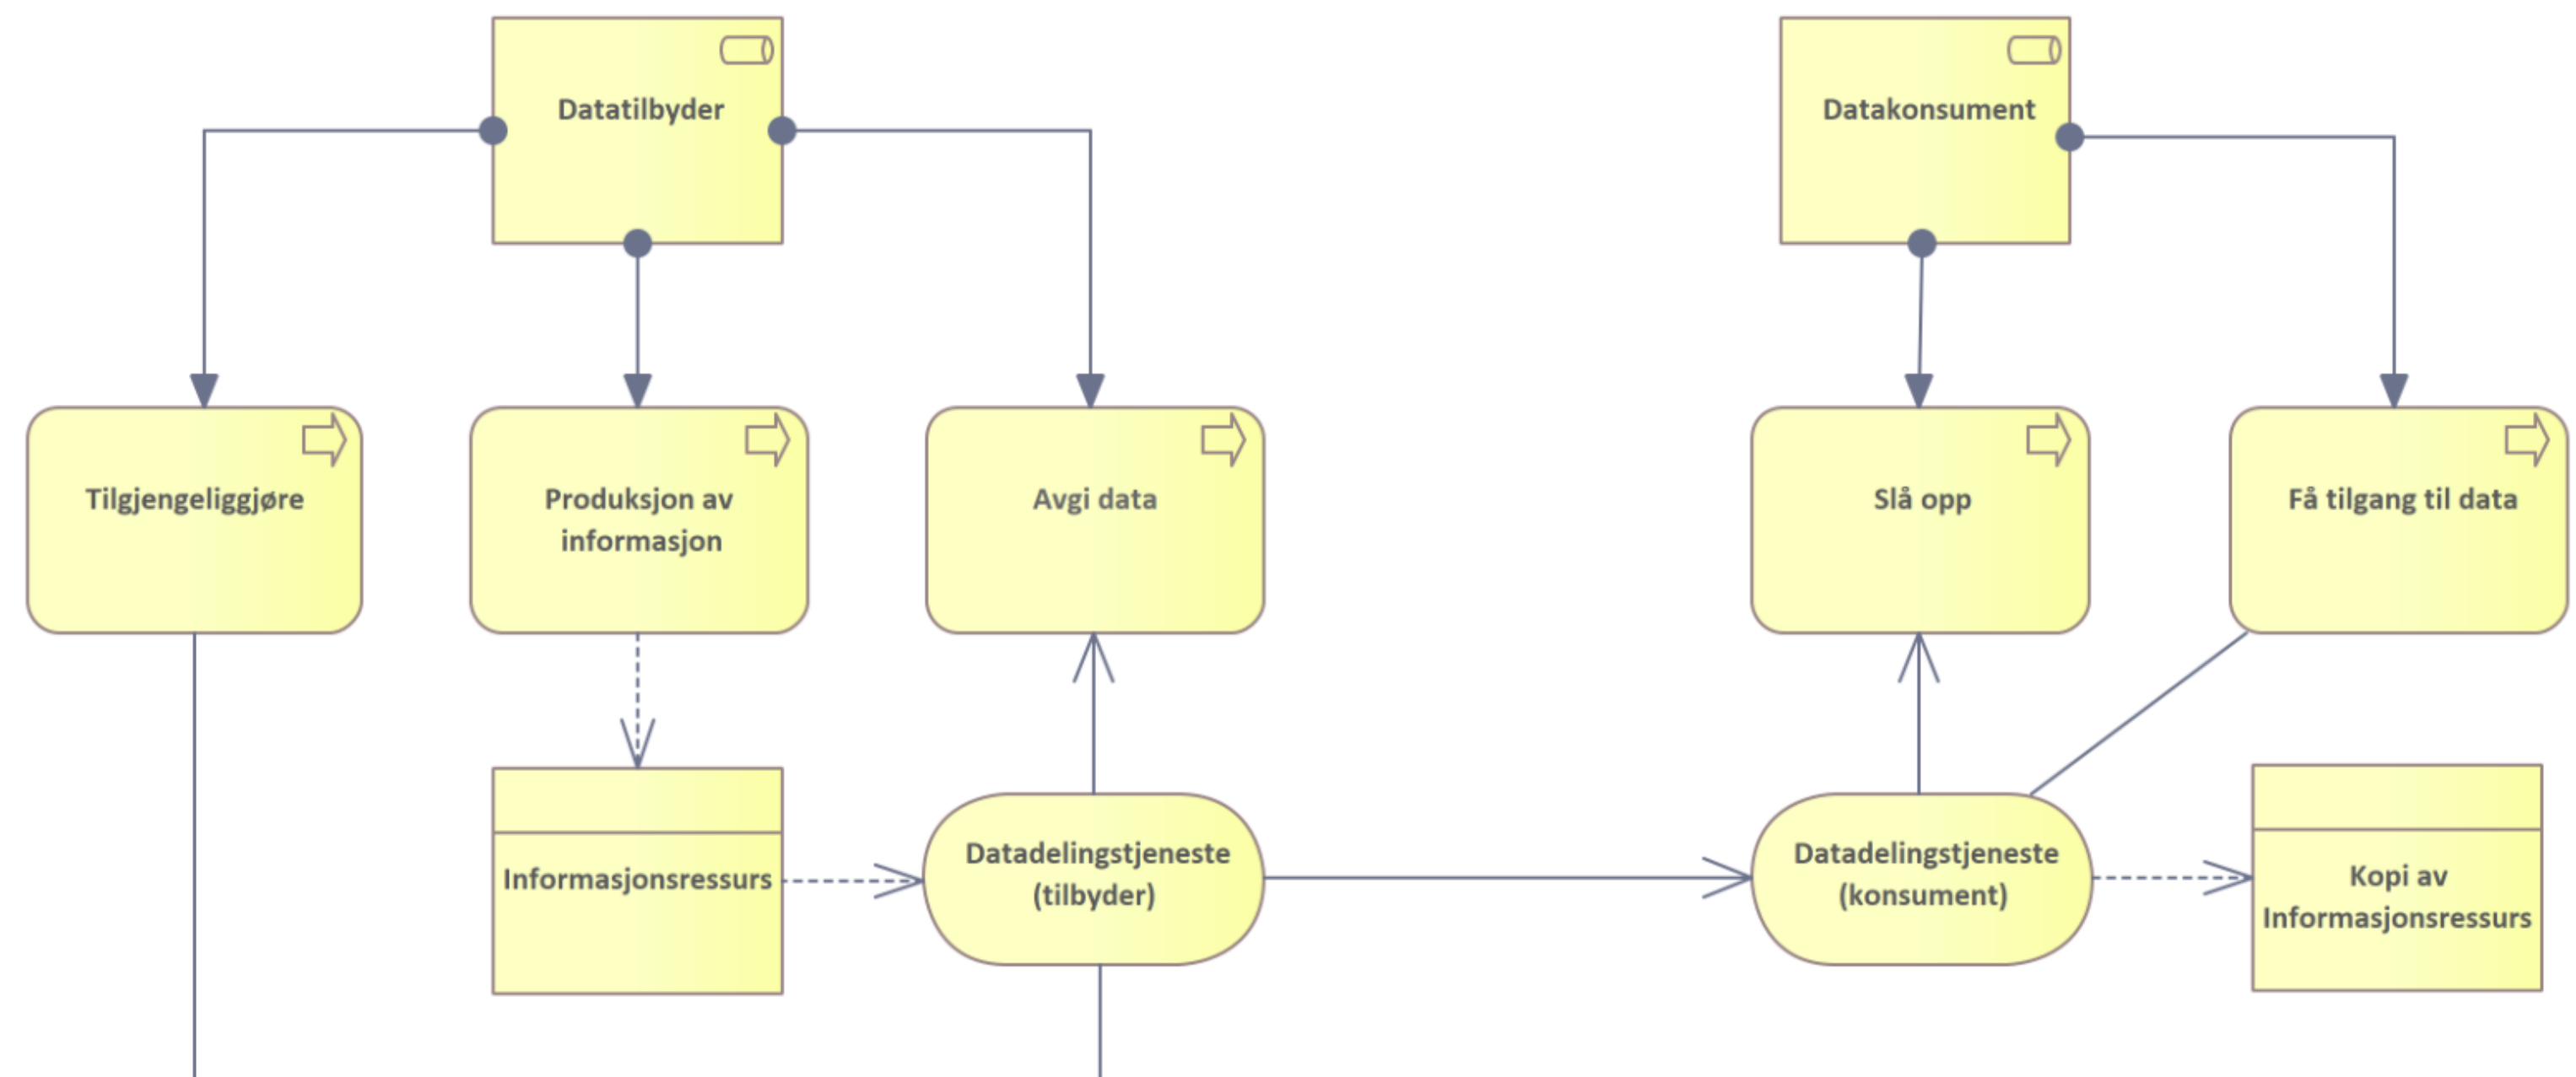 Datatilbyder
Datakonsument
Tilgjengeliggjøre
Produksjon av
informasjon
Avgi data
Slå opp
Få tilgang til data
Informasjonsressurs
Datadelingstjeneste
(tilbyder)
Datadelingstjeneste
(konsument)
Kopi av
Informasjonsressurs